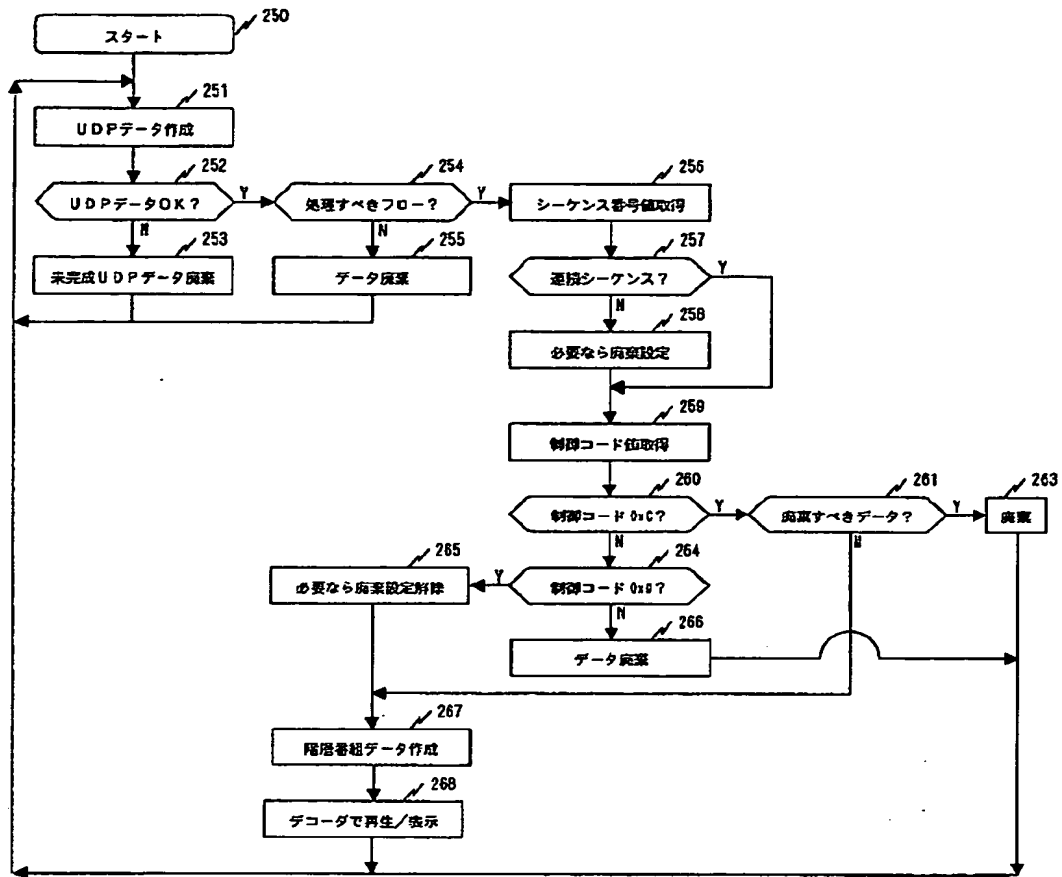 250
スタート
251
UDPデータ作成
252
UDPデータOK?
Y
N
253
未完成UDPデータ廃棄
254
処理すべきフロー?
Y
N
255
データ廃棄
256
シーケンス番号値取得
257
連続シーケンス?
Y
N
258
必要なら廃棄設定
259
制御コード値取得
260
制御コード 0xC?
Y
N
261
廃棄すべきデータ?
Y
N
263
廃棄
264
制御コード 0x9?
Y
N
265
必要なら廃棄設定解除
266
データ廃棄
267
階層番組データ作成
268
デコーダで再生/表示